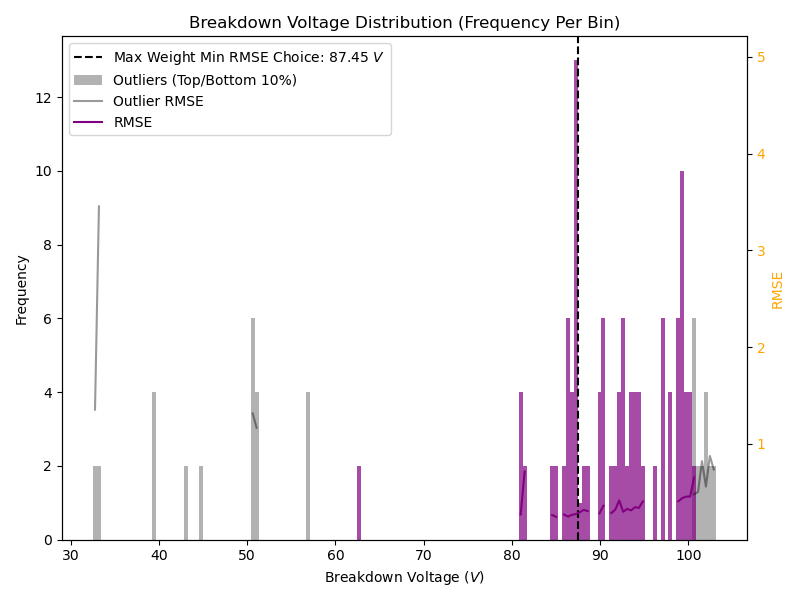 Breakdown Voltage Distribution (Frequency Per Bin)
Max Weight Min RMSE Choice: 87.45 V
Outliers (Top/Bottom 10%)
Outlier RMSE
RMSE
Frequency
12
10
8
6
4
2
0
5
4
3
2
1
RMSE
30 40 50 60 70 80 90 100
Breakdown Voltage (V)